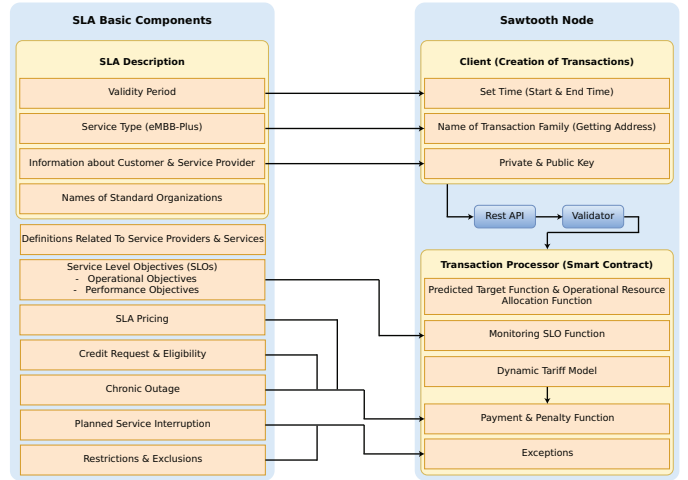 SLA Basic Components
SLA Description
Validity Period
Service Type (eMBB-Plus)
Information about Customer & Service Provider
Names of Standard Organizations
Definitions Related To Service Providers & Services
Service Level Objectives (SLOs)
- Operational Objectives
- Performance Objectives
SLA Pricing
Credit Request & Eligibility
Chronic Outage
Planned Service Interruption
Restrictions & Exclusions
Sawtooth Node
Client (Creation of Transactions)
Set Time (Start & End Time)
Name of Transaction Family (Getting Address)
Private & Public Key
Rest API
Validator
Transaction Processor (Smart Contract)
Predicted Target Function & Operational Resource
Allocation Function
Monitoring SLO Function
Dynamic Tariff Model
Payment & Penalty Function
Exceptions